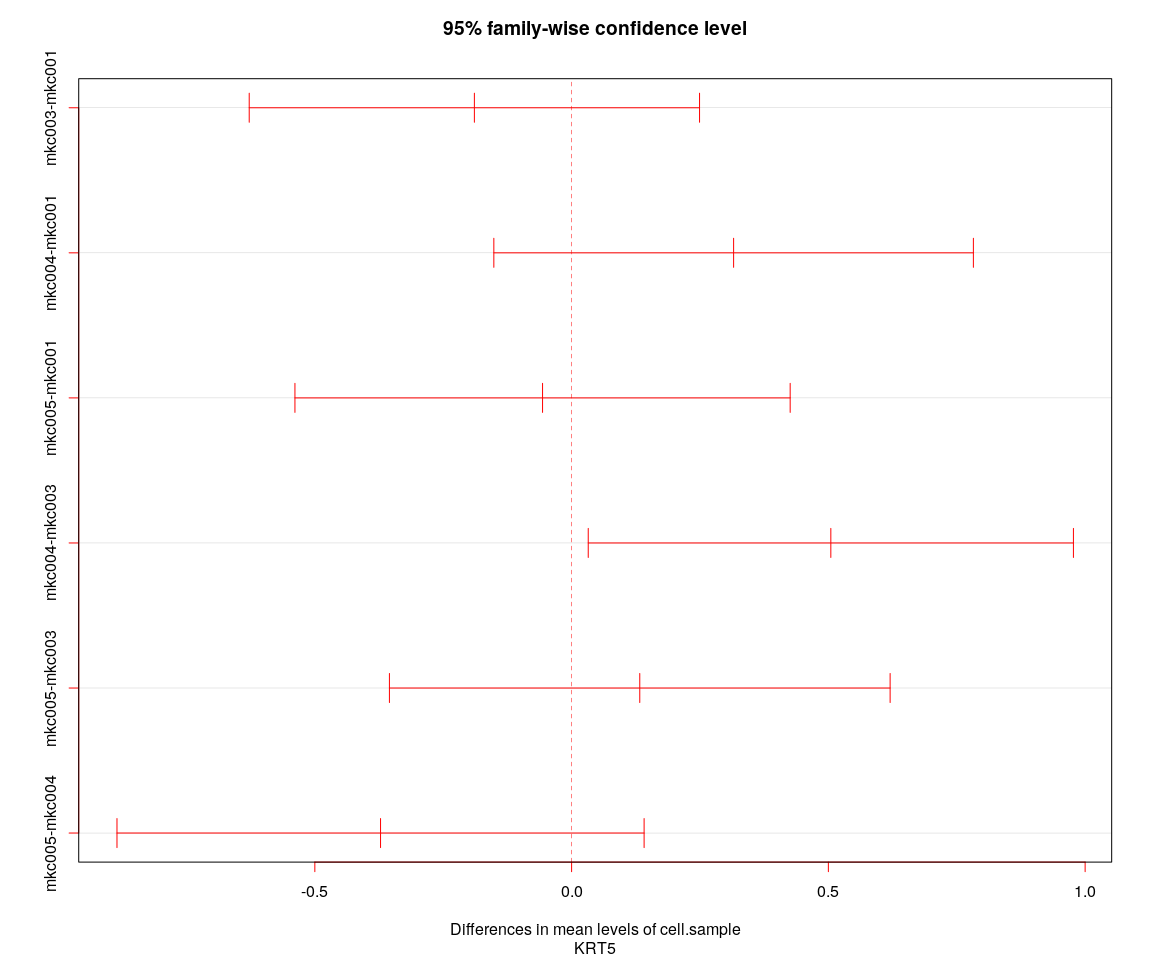 95% family-wise confidence level
mkc003-mkc001
mkc004-mkc001
mkc005-mkc001
mkc004-mkc003
mkc005-mkc003
mkc005-mkc004
-0.5 0.0 0.5 1.0
Differences in mean levels of cell.sample
KRT5